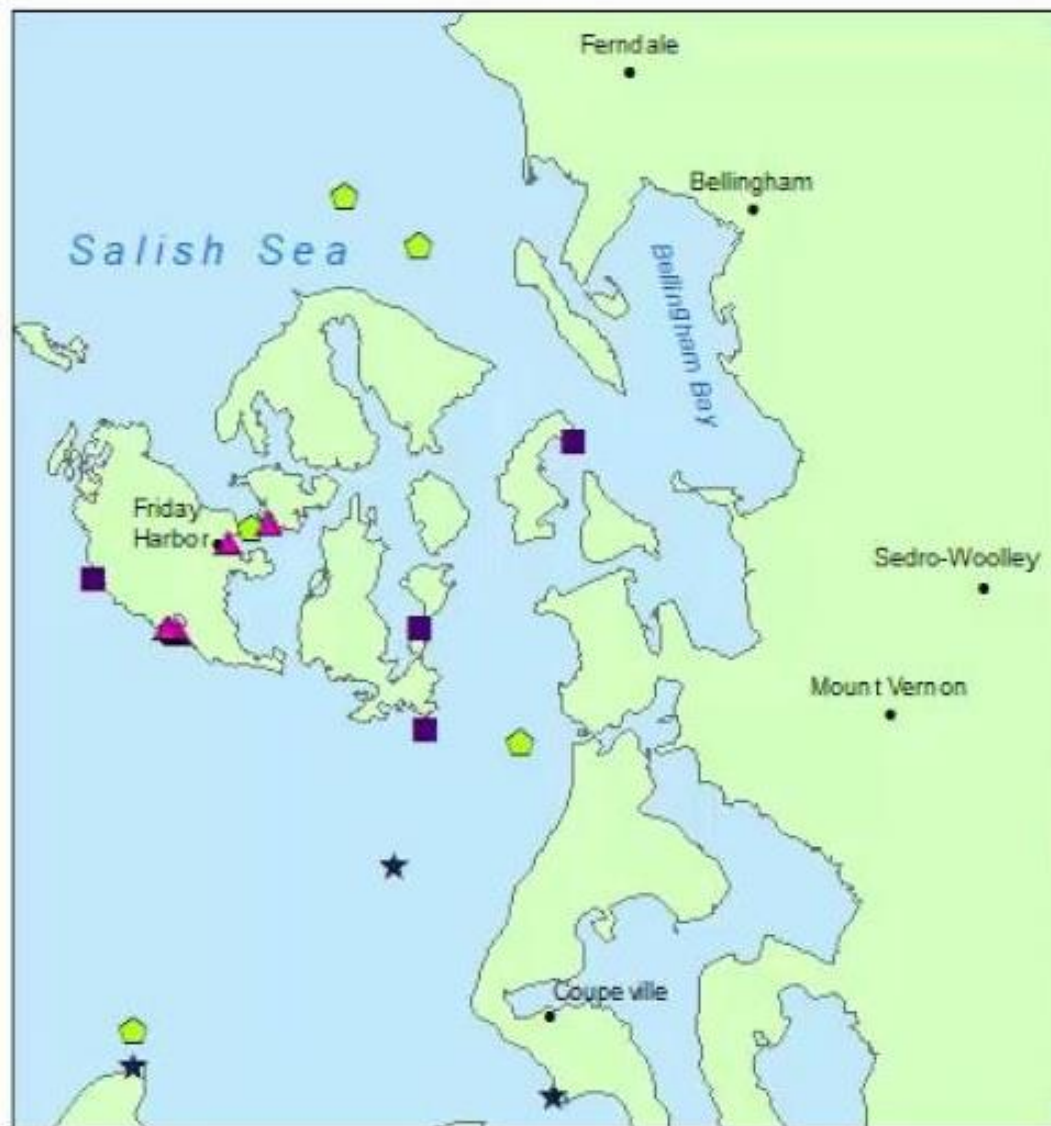 Ferndale
Bellingham
Salish Sea
Bellingham Bay
Friday
Harbor
Sedro-Woolley
Mount Vernon
Coupeville